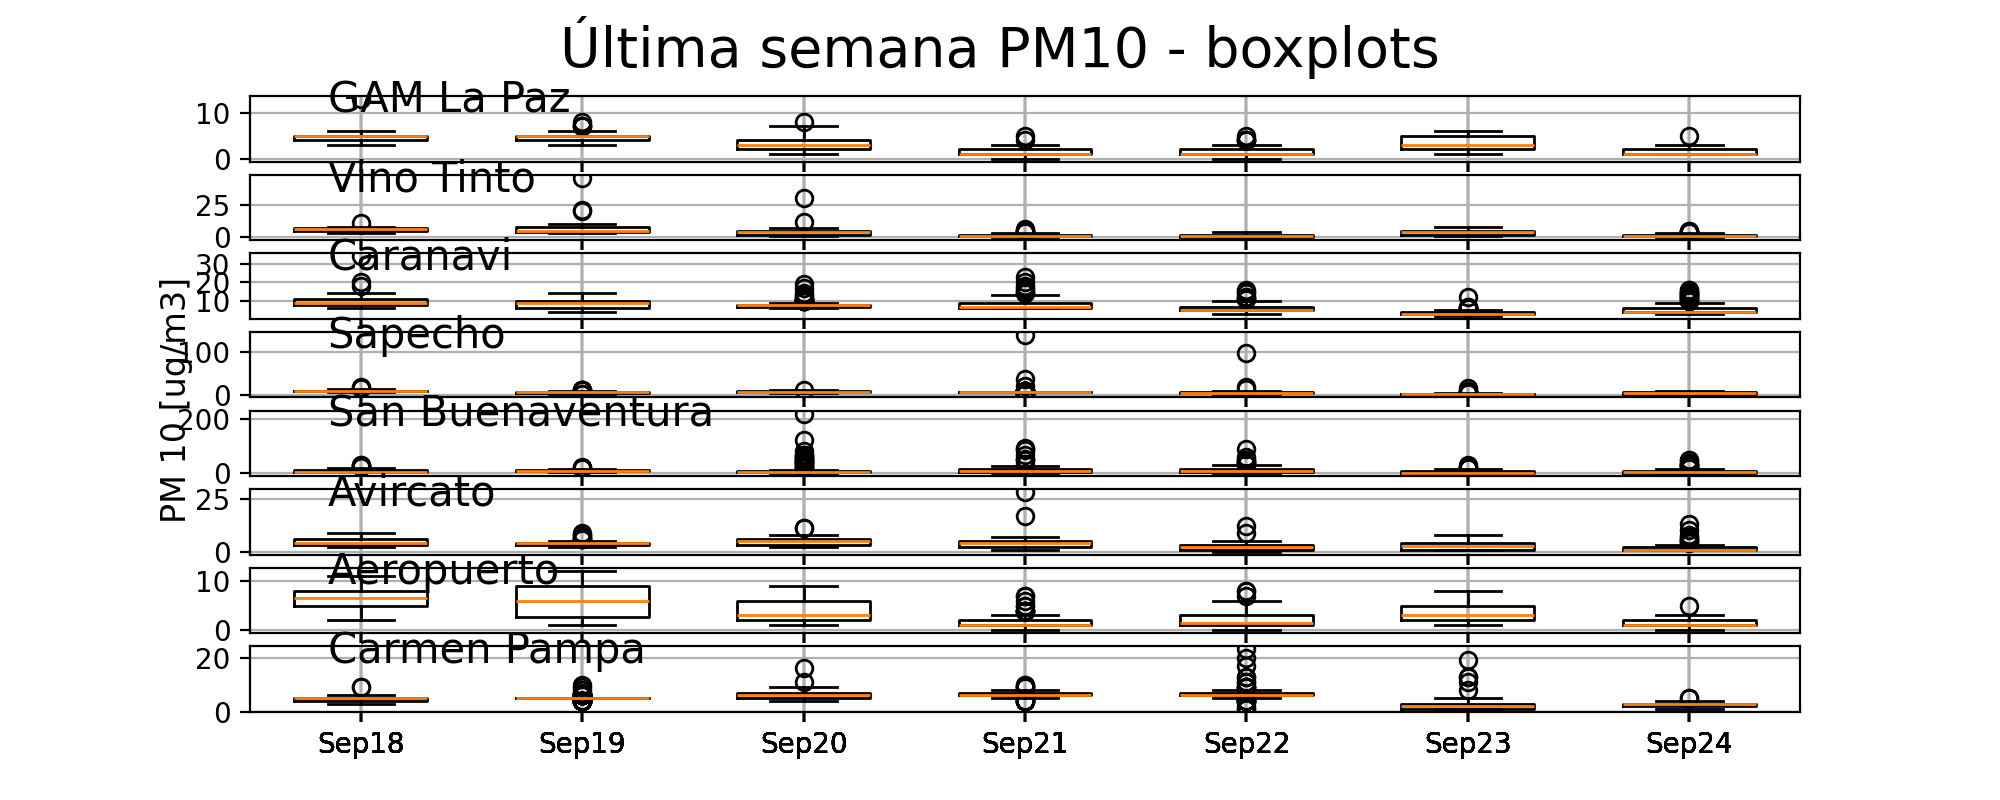 Última semana PM10 - boxplots
GAM La Paz
10
0
Vino Tinto
25
0
Caranavi
30
20
10
Sapecho
100
0
San Buenaventura
200
0
Avircato
25
0
Aeropuerto
10
0
Carmen Pampa
20
0
PM 10 [ug/m3]
Sep18 Sep19 Sep20 Sep21 Sep22 Sep23 Sep24